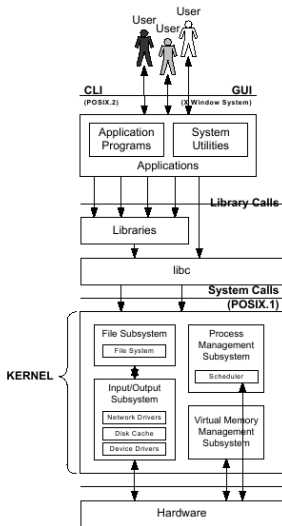 User
User
User
CLI
GUI
(POSIX.2)
(X Window System)
Application
Programs
System
Utilities
Applications
Library Calls
Libraries
libc
System Calls
(POSIX.1)
KERNEL
File Subsystem
File System
Process
Management
Subsystem
Scheduler
Input/Output
Subsystem
Network Drivers
Disk Cache
Device Drivers
Virtual Memory
Management
Subsystem
Hardware